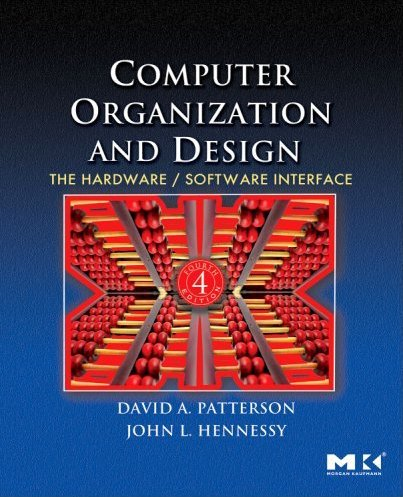 COMPUTER
ORGANIZATION
AND DESIGN
THE HARDWARE / SOFTWARE INTERFACE
FOURTH
4
EDITION
DAVID A. PATTERSON
JOHN L. HENNESSY
MK
MORGAN KAUFMANN